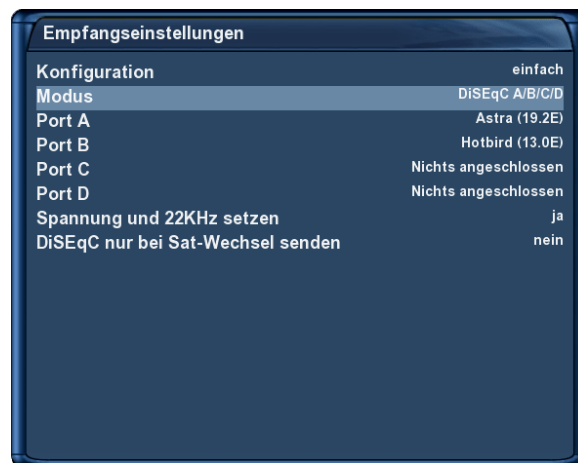 Empfangseinstellungen
Konfiguration einfach
Modus DiSEqC A/B/C/D
Port A Astra (19.2E)
Port B Hotbird (13.0E)
Port C Nichts angeschlossen
Port D Nichts angeschlossen
Spannung und 22KHz setzen ja
DiSEqC nur bei Sat-Wechsel senden nein